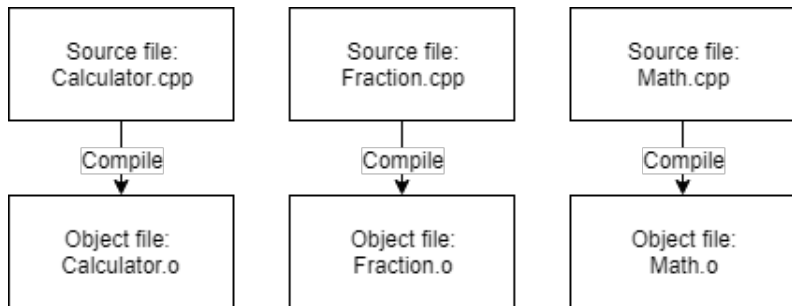 Source file:
Calculator.cpp
Source file:
Fraction.cpp
Source file:
Math.cpp
Compile
Compile
Compile
Object file:
Calculator.o
Object file:
Fraction.o
Object file:
Math.o